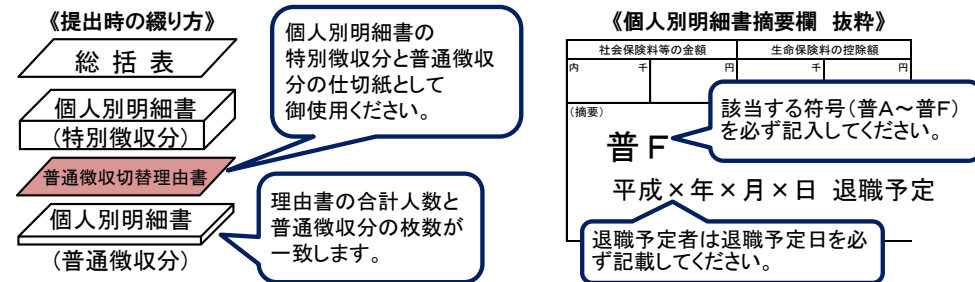 《提出時の綴り方》
総 括 表
個人別明細書
(特別徴収分)
普通徴収切替理由書
個人別明細書
(普通徴収分)
個人別明細書の
特別徴収分と普通徴収
分の仕切紙として
御使用ください。
理由書の合計人数と
普通徴収分の枚数が
一致します。
《個人別明細書摘要欄 抜粋》
社会保険料等の金額
生命保険料の控除額
内 千 円
千 円
(摘要)
普F
該当する符号(普A~普F)
を必ず記入してください。
平成×年×月×日 退職予定
退職予定者は退職予定日を必
ず記載してください。